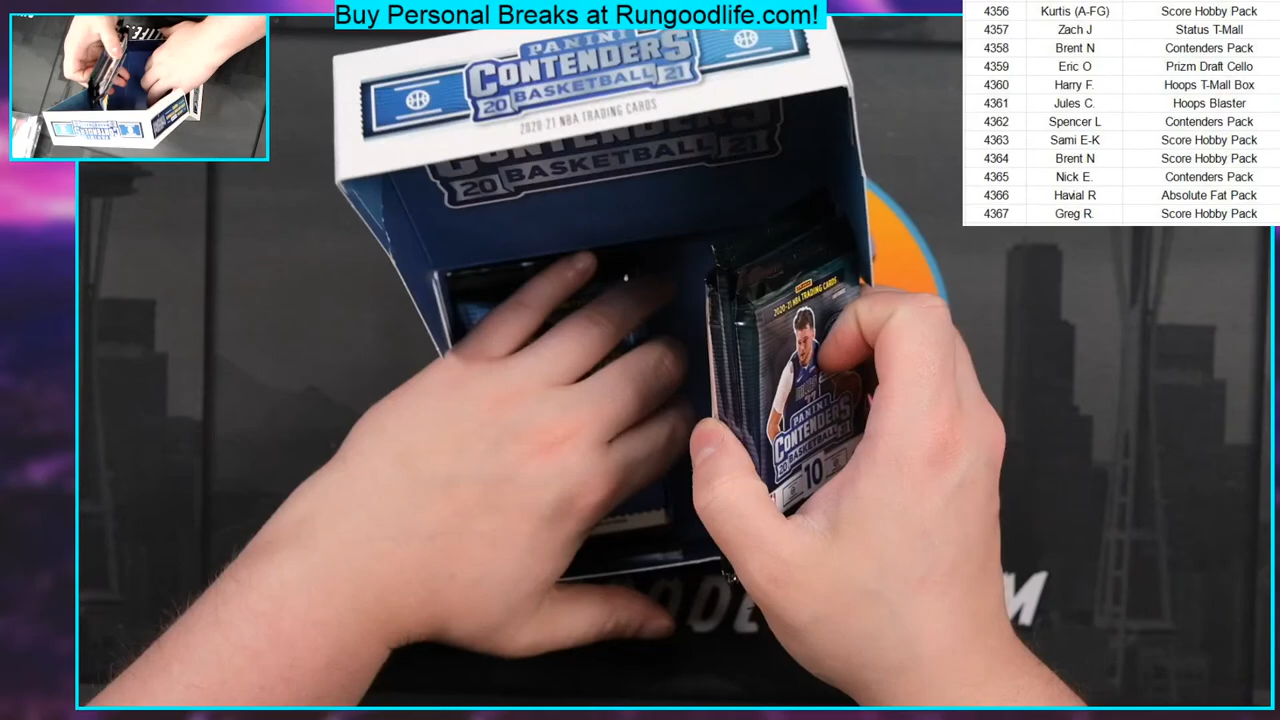 Buy Personal Breaks at Rungoodlife.com!
4356 Kurtis (A-FG) Score Hobby Pack
4357 Zach J Status T-Mall
4358 Brent N Contenders Pack
4359 Eric O Prizm Draft Cello
4360 Harry F. Hoops T-Mall Box
4361 Jules C. Hoops Blaster
4362 Spencer L Contenders Pack
4363 Sami E-K Score Hobby Pack
4364 Brent N Score Hobby Pack
4365 Nick E. Contenders Pack
4366 Havial R Absolute Fat Pack
4367 Greg R. Score Hobby Pack
PANINI
CONTENDERS
20 BASKETBALL 21
2020-21 NBA TRADING CARDS
CONTENDERS
20 BASKETBALL 21
PANINI
2020-21 NBA TRADING CARDS
PANINI
CONTENDERS
20 BASKETBALL 21
10
CONTENDERS